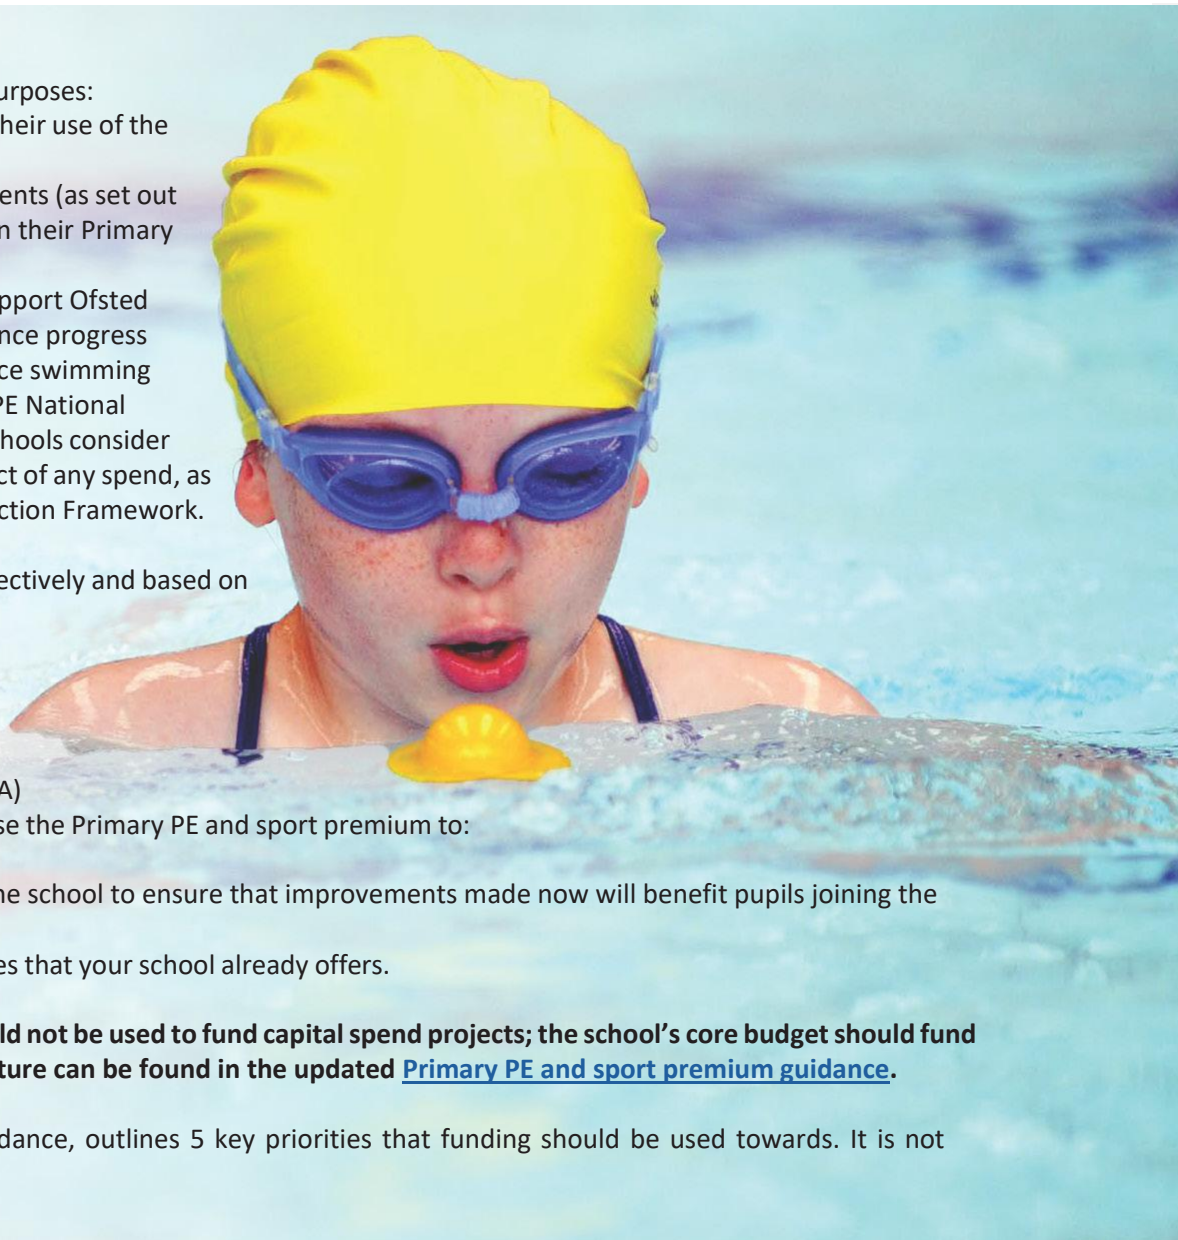 urposes:
heir use of the
ents (as set out
n their Primary
pport Ofsted
nce progress
ce swimming
PE National
hools consider
ct of any spend, as
ction Framework.
ectively and based on
A)
se the Primary PE and sport premium to:
he school to ensure that improvements made now will benefit pupils joining the
es that your school already offers.
ld not be used to fund capital spend projects; the school’s core budget should fund
ture can be found in the updated Primary PE and sport premium guidance.
dance, outlines 5 key priorities that funding should be used towards. It is not